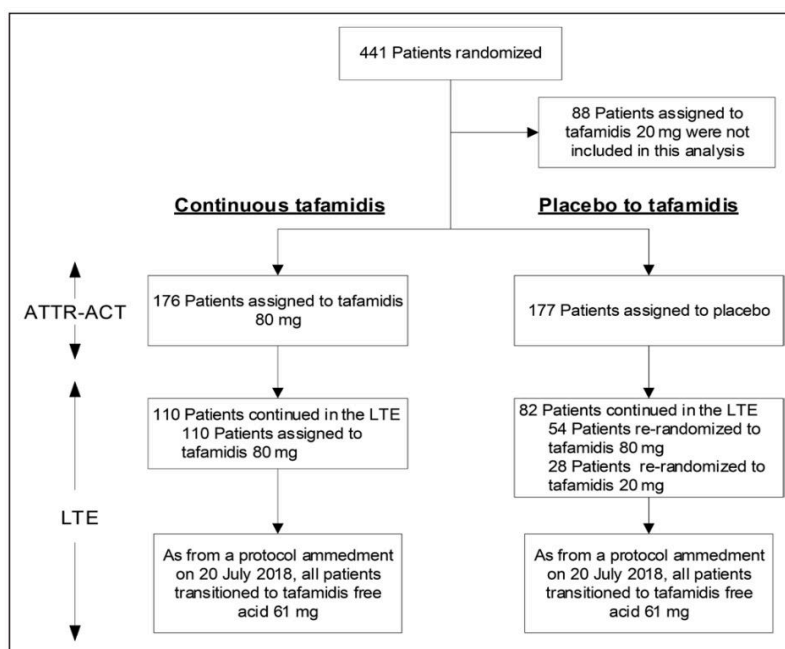 441 Patients randomized
88 Patients assigned to
tafamidis 20 mg were not
included in this analysis
Continuous tafamidis
Placebo to tafamidis
ATTR-ACT
176 Patients assigned to tafamidis
80 mg
177 Patients assigned to placebo
LTE
110 Patients continued in the LTE
110 Patients assigned to
tafamidis 80 mg
82 Patients continued in the LTE
54 Patients re-randomized to
tafamidis 80 mg
28 Patients re-randomized to
tafamidis 20 mg
As from a protocol ammedment
on 20 July 2018, all patients
transitioned to tafamidis free
acid 61 mg
As from a protocol ammedment
on 20 July 2018, all patients
transitioned to tafamidis free
acid 61 mg